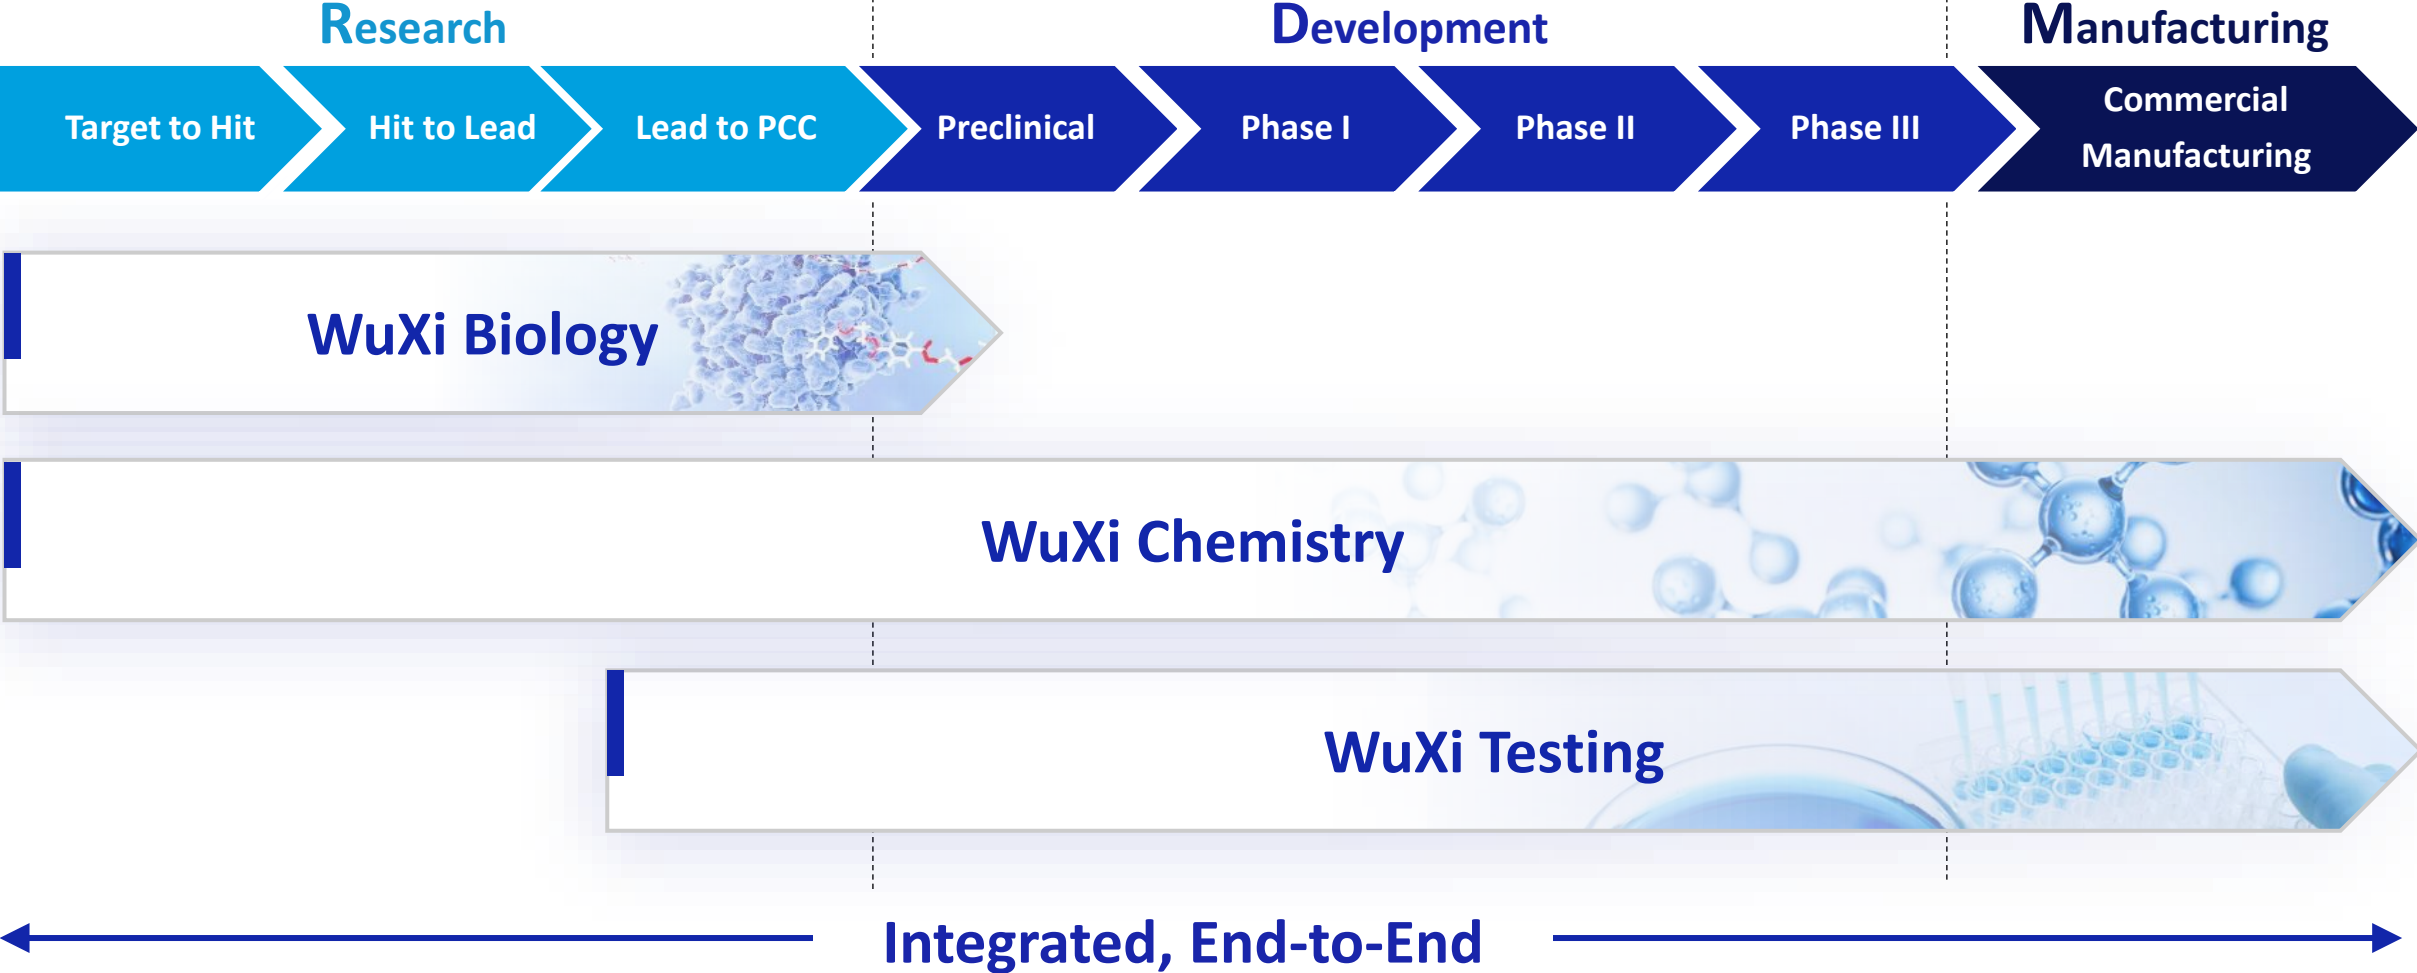 Research
Development
Manufacturing
Target to Hit
Hit to Lead
Lead to PCC
Preclinical
Phase I
Phase II
Phase III
Commercial
Manufacturing
WuXi Biology
WuXi Chemistry
WuXi Testing
Integrated, End-to-End